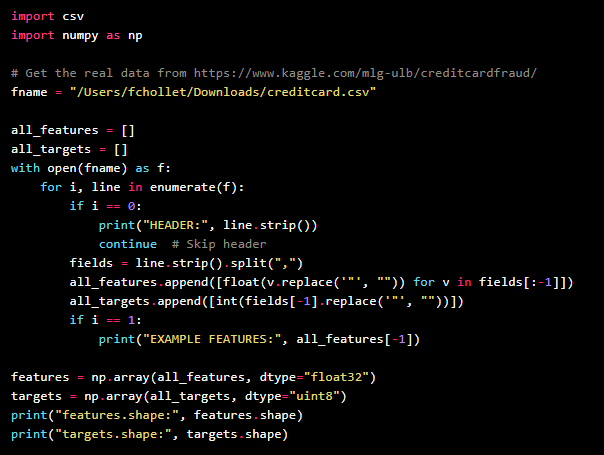 import csv
import numpy as np

# Get the real data from https://www.kaggle.com/mlg-ulb/creditcardfraud/
fname = "/Users/fchollet/Downloads/creditcard.csv"

all_features = []
all_targets = []
with open(fname) as f:
    for i, line in enumerate(f):
        if i == 0:
            print("HEADER:", line.strip())
            continue  # Skip header
        fields = line.strip().split(",")
        all_features.append([float(v.replace('"', "")) for v in fields[:-1]])
        all_targets.append([int(fields[-1].replace('"', ""))])
        if i == 1:
            print("EXAMPLE FEATURES:", all_features[-1])

features = np.array(all_features, dtype="float32")
targets = np.array(all_targets, dtype="uint8")
print("features.shape:", features.shape)
print("targets.shape:", targets.shape)